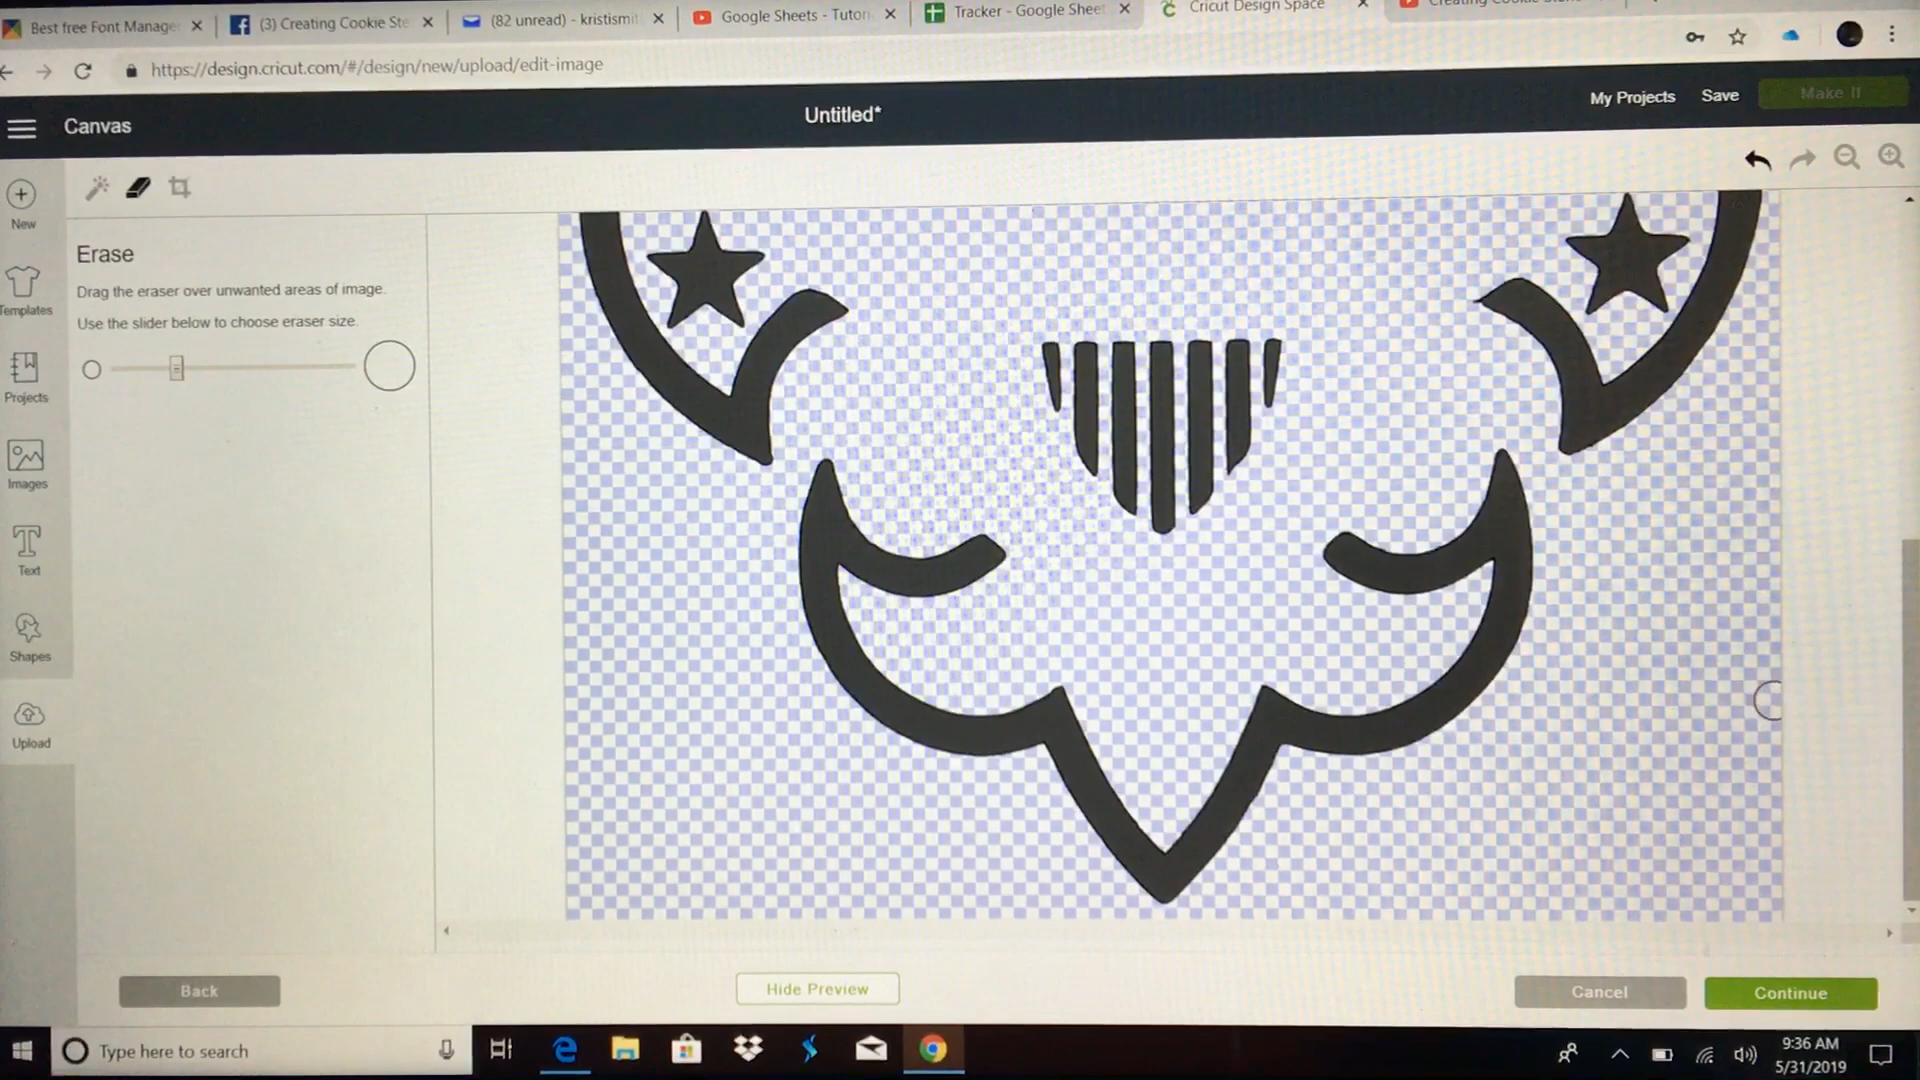 Best free Font Manage
(3) Creating Cookie Ste
(82 unread) - kristismit
Google Sheets - Tutori
Tracker - Google Sheet
Cricut Design Space
https://design.cricut.com/#/design/new/upload/edit-image
Canvas
Untitled*
My Projects
Save
Make It
New
Templates
Projects
Images
Text
Shapes
Upload
Erase
Drag the eraser over unwanted areas of image.
Use the slider below to choose eraser size.
Back
Hide Preview
Cancel
Continue
Type here to search
9:36 AM
5/31/2019